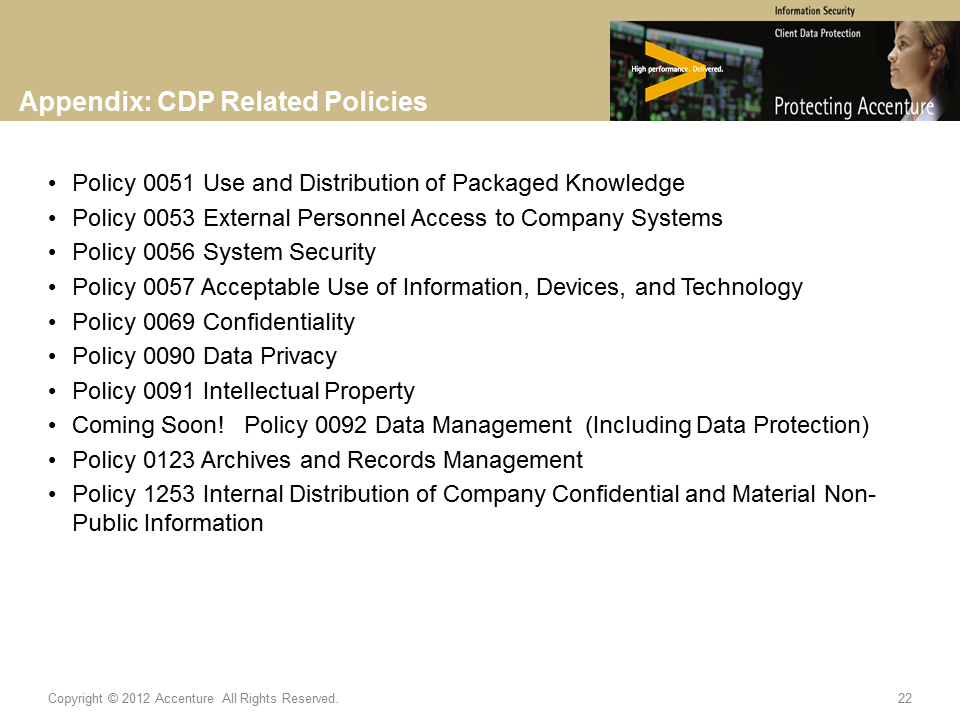 Information Security
Client Data Protection
High performance. Delivered.
Protecting Accenture
Appendix: CDP Related Policies
• Policy 0051 Use and Distribution of Packaged Knowledge
• Policy 0053 External Personnel Access to Company Systems
• Policy 0056 System Security
• Policy 0057 Acceptable Use of Information, Devices, and Technology
• Policy 0069 Confidentiality
• Policy 0090 Data Privacy
• Policy 0091 Intellectual Property
• Coming Soon! Policy 0092 Data Management (Including Data Protection)
• Policy 0123 Archives and Records Management
• Policy 1253 Internal Distribution of Company Confidential and Material Non-
Public Information
Copyright © 2012 Accenture All Rights Reserved.
22